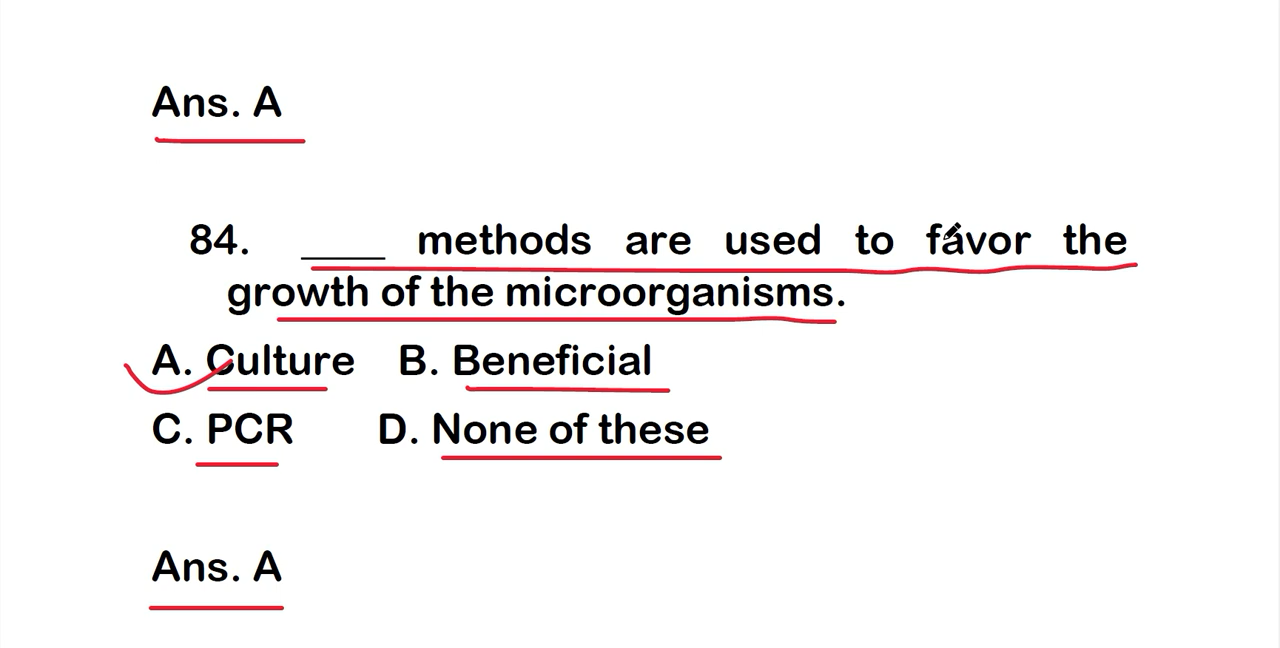 Ans. A
84. ____ methods are used to favor the
growth of the microorganisms.
A. Culture B. Beneficial
C. PCR D. None of these
Ans. A